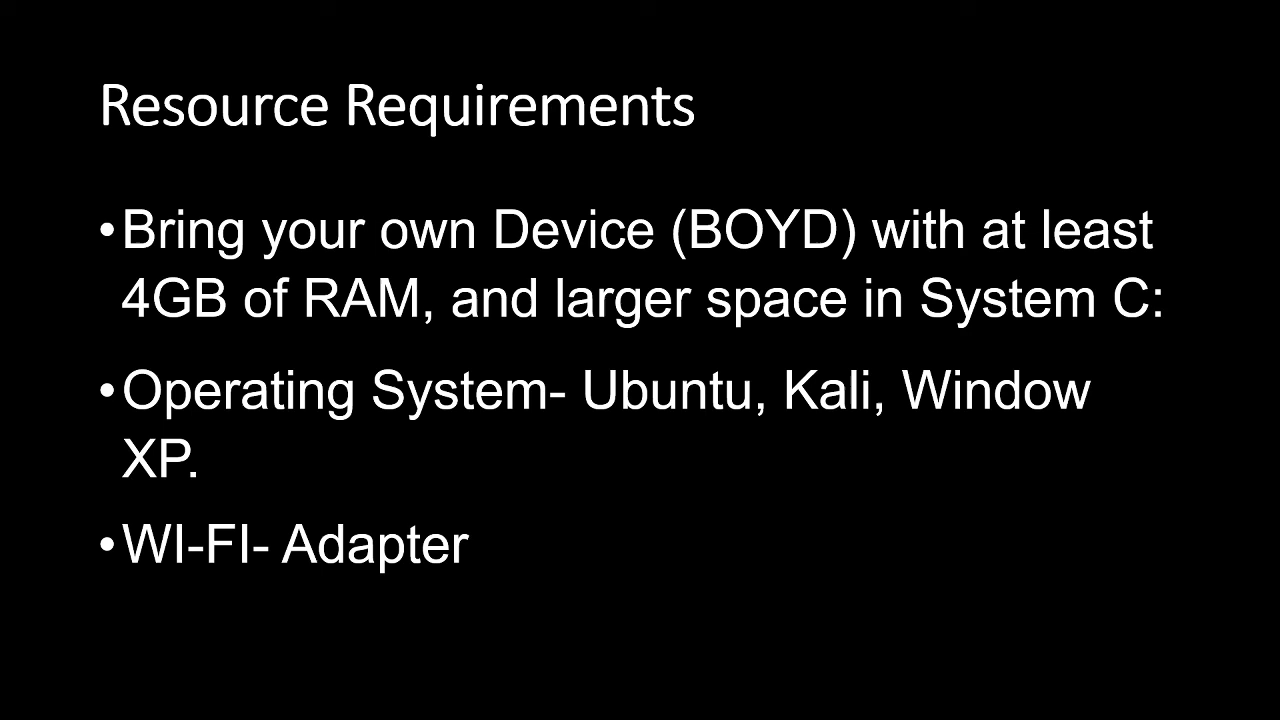 Resource Requirements
•Bring your own Device (BOYD) with at least
4GB of RAM, and larger space in System C:
•Operating System- Ubuntu, Kali, Window
XP.
•WI-FI- Adapter